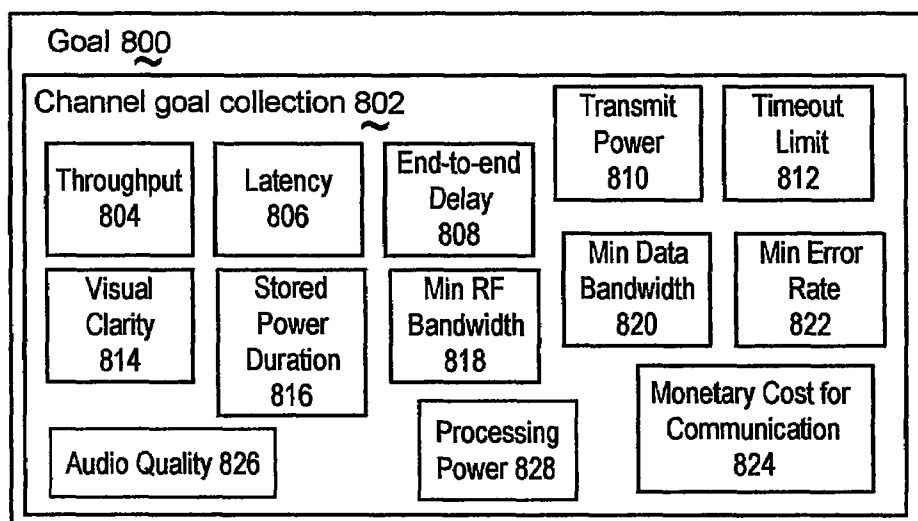 Goal 800
Channel goal collection 802
Transmit
Power
810
Timeout
Limit
812
Throughput
804
Latency
806
End-to-end
Delay
808
Visual
Clarity
814
Stored
Power
Duration
816
Min RF
Bandwidth
818
Min Data
Bandwidth
820
Min Error
Rate
822
Audio Quality 826
Processing
Power 828
Monetary Cost for
Communication
824